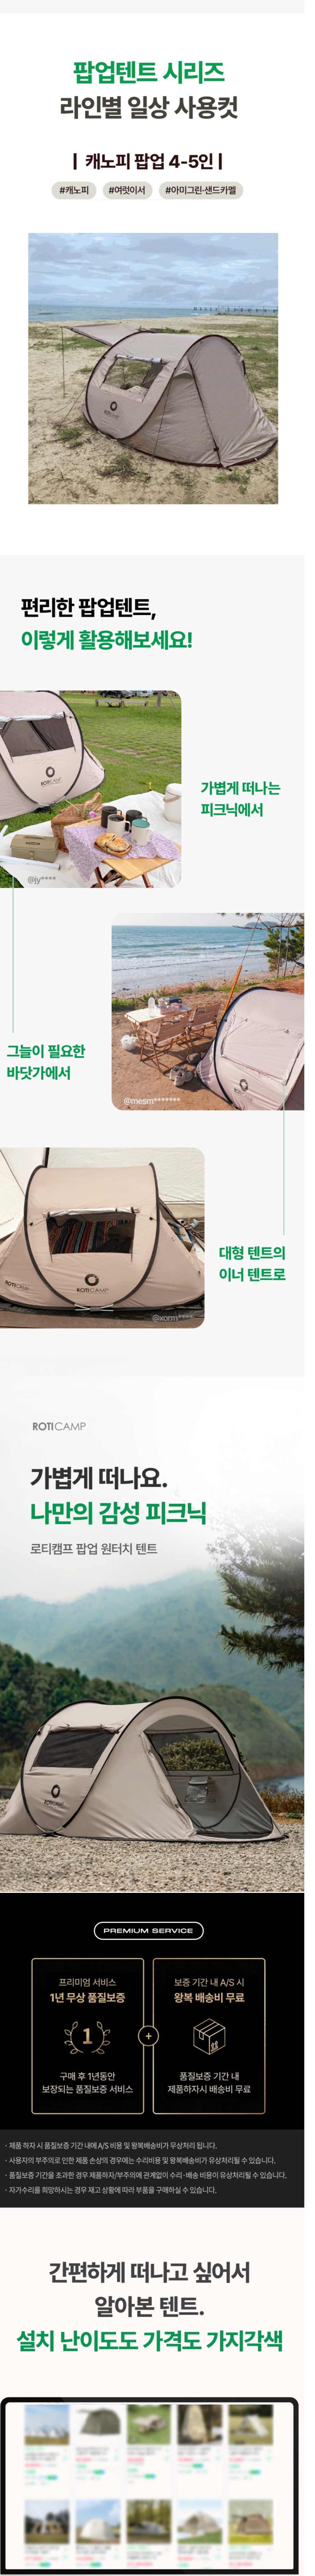 팝업텐트 시리즈
라인별 일상 사용컷
| 캐노피 팝업 4-5인 |
#캐노피 #여럿이서 #아미그린·샌드카멜
ROTICAMP
편리한 팝업텐트,
이렇게 활용해보세요!
ROTICAMP
@jy****
가볍게 떠나는
피크닉에서
@mesm*******
그늘이 필요한
바닷가에서
ROTICAMP
ROTICAMP
@xorm****
대형 텐트의
이너 텐트로
ROTICAMP
가볍게 떠나요.
나만의 감성 피크닉
로티캠프 팝업 원터치 텐트
ROTICAMP
PREMIUM SERVICE
프리미엄 서비스
1년 무상 품질보증
1
구매 후 1년동안
보장되는 품질보증 서비스
+
보증 기간 내 A/S 시
왕복 배송비 무료
품질보증 기간 내
제품하자시 배송비 무료
· 제품 하자 시 품질보증 기간 내에 A/S 비용 및 왕복배송비가 무상처리 됩니다.
· 사용자의 부주의로 인한 제품 손상의 경우에는 수리비용 및 왕복배송비가 유상처리될 수 있습니다.
· 품질보증 기간을 초과한 경우 제품하자/부주의에 관계없이 수리·배송 비용이 유상처리될 수 있습니다.
· 자가수리를 희망하시는 경우 재고 상황에 따라 부품을 구매하실 수 있습니다.
간편하게 떠나고 싶어서
알아본 텐트.
설치 난이도도 가격도 가지각색